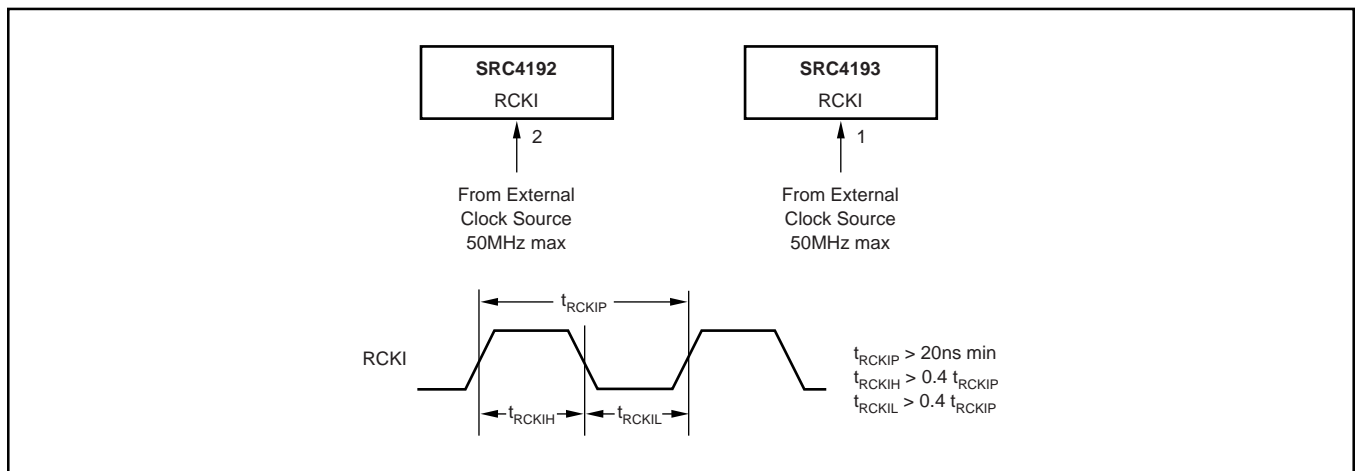 SRC4192
RCKI
2
From External
Clock Source
50MHz max
SRC4193
RCKI
1
From External
Clock Source
50MHz max
tRCKIP
RCKI
tRCKIH
tRCKIL
tRCKIP > 20ns min
tRCKIH > 0.4 tRCKIP
tRCKIL > 0.4 tRCKIP